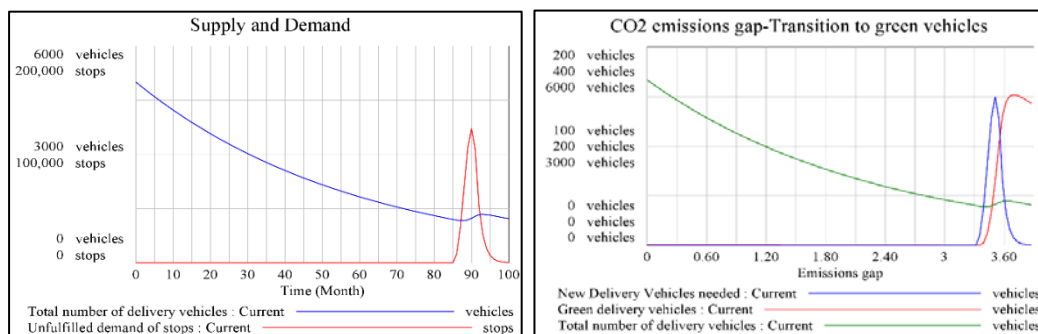 Supply and Demand
6000 vehicles
200,000 stops
3000 vehicles
100,000 stops
0 vehicles
0 stops
0 10 20 30 40 50 60 70 80 90 100
Time (Month)
Total number of delivery vehicles : Current vehicles
Unfulfilled demand of stops : Current stops
CO2 emissions gap-Transition to green vehicles
200 vehicles
400 vehicles
6000 vehicles
100 vehicles
200 vehicles
3000 vehicles
0 vehicles
0 vehicles
0 vehicles
0 0.60 1.20 1.80 2.40 3.00 3.60
Emissions gap
New Delivery Vehicles needed : Current vehicles
Green delivery vehicles : Current vehicles
Total number of delivery vehicles : Current vehicles